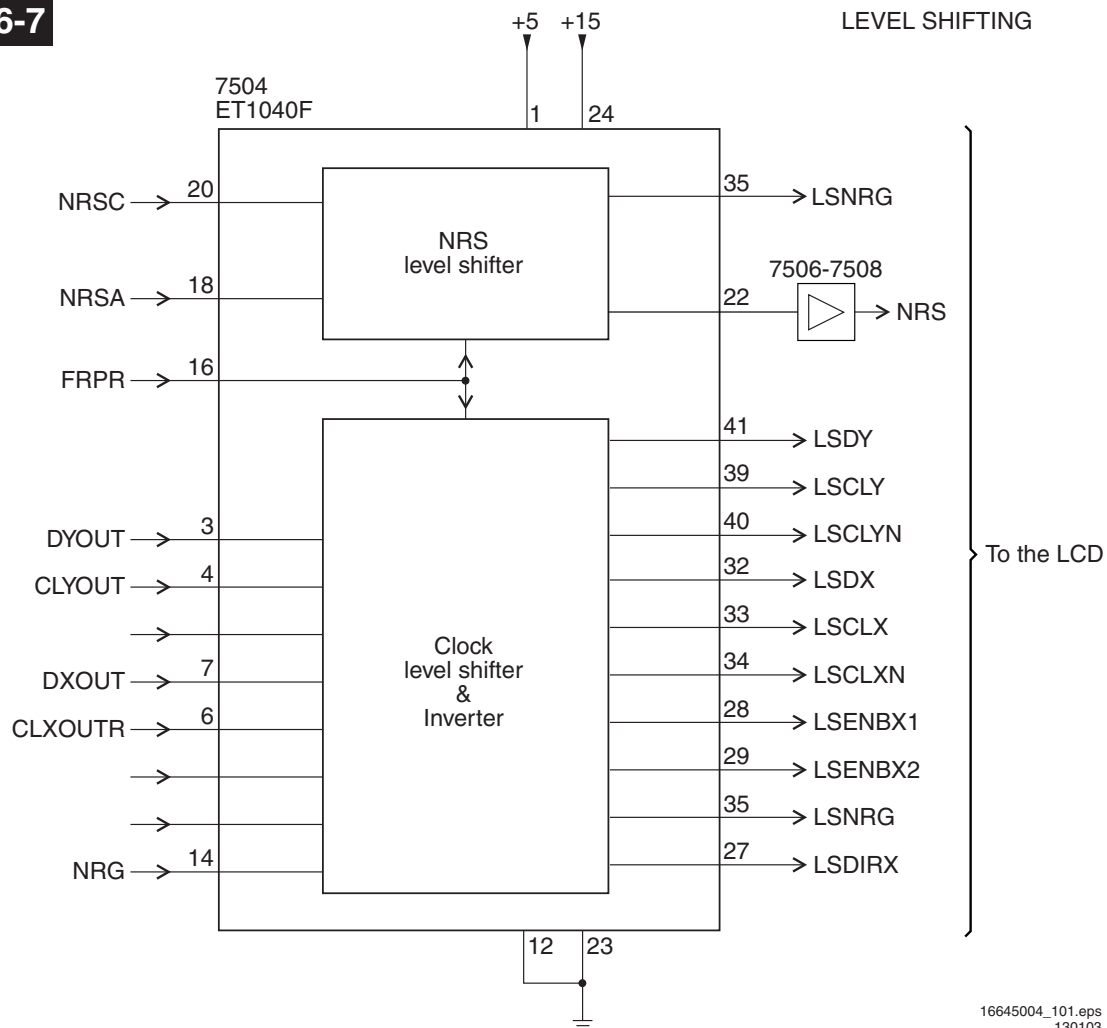 6-7
+5 +15
LEVEL SHIFTING
7504
ET1040F
1 24
NRSC 20
NRSA 18
FRPR 16
NRS
level shifter
35 LSNRG
7506-7508
22 NRS
DYOUT 3
CLYOUT 4
DXOUT 7
CLXOUTR 6
NRG 14
Clock
level shifter
&
Inverter
41 LSDY
39 LSCLY
40 LSCLYN
32 LSDX
33 LSCLX
34 LSCLXN
28 LSENBX1
29 LSENBX2
35 LSNRG
27 LSDIRX
To the LCD
12 23
16645004_101.eps
130103